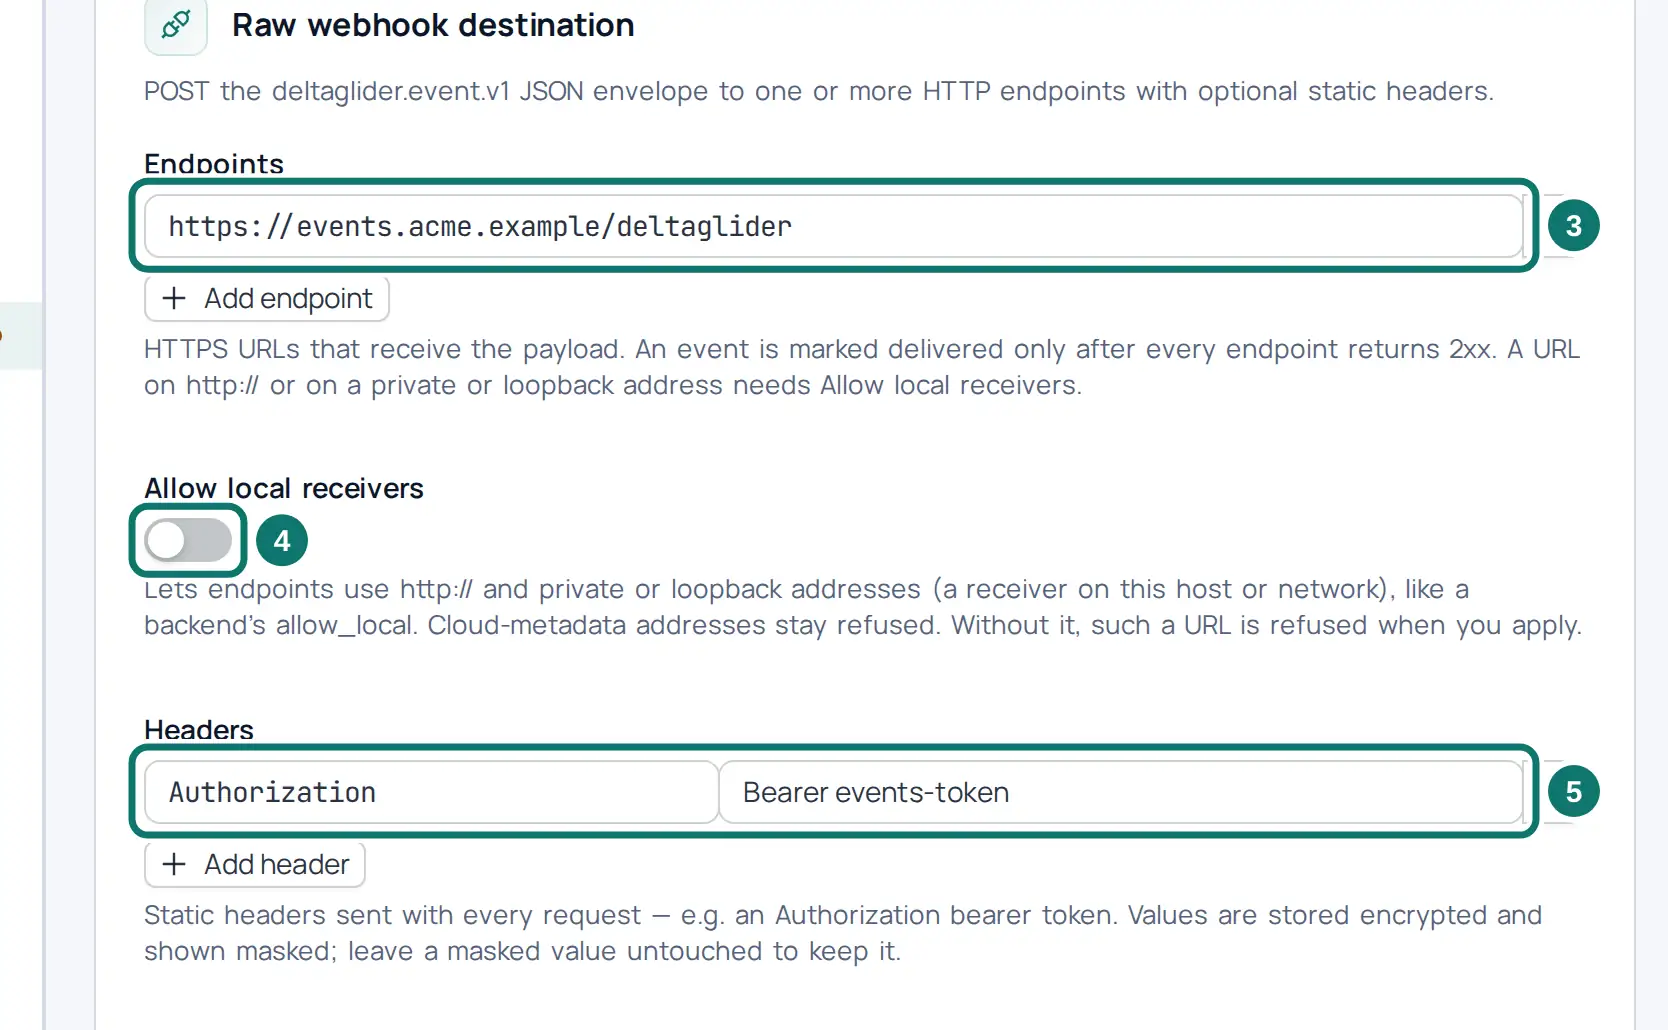 Raw webhook destination
POST the deltaglider.event.v1 JSON envelope to one or more HTTP endpoints with optional static headers.
Endpoints
https://events.acme.example/deltaglider
3
+ Add endpoint
HTTPS URLs that receive the payload. An event is marked delivered only after every endpoint returns 2xx. A URL
on http:// or on a private or loopback address needs Allow local receivers.
Allow local receivers
4
Lets endpoints use http:// and private or loopback addresses (a receiver on this host or network), like a
backend's allow_local. Cloud-metadata addresses stay refused. Without it, such a URL is refused when you apply.
Headers
Authorization Bearer events-token
5
+ Add header
Static headers sent with every request — e.g. an Authorization bearer token. Values are stored encrypted and
shown masked; leave a masked value untouched to keep it.